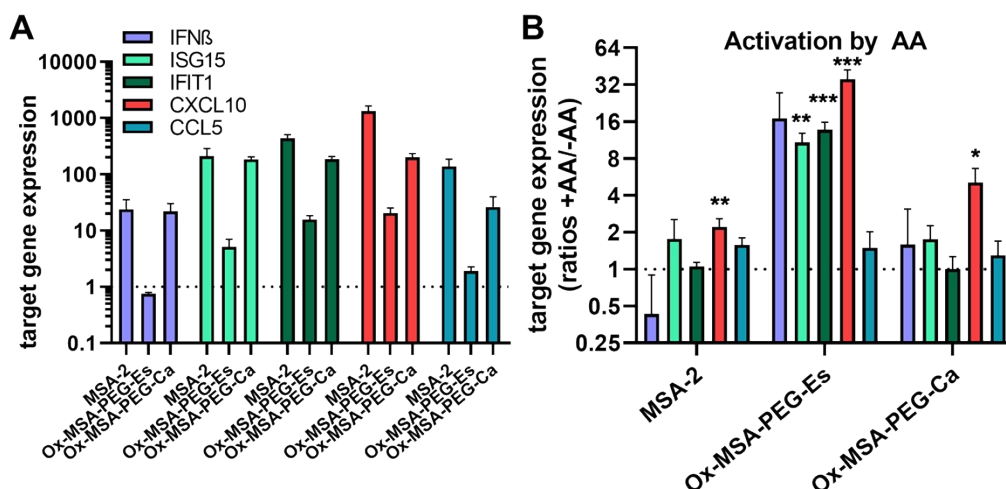 A
IFNß
ISG15
IFIT1
CXCL10
CCL5
target gene expression
10000
1000
100
10
1
0.1
MSA-2
Ox-MSA-PEG-Es
Ox-MSA-PEG-Ca
MSA-2
Ox-MSA-PEG-Es
Ox-MSA-PEG-Ca
MSA-2
Ox-MSA-PEG-Es
Ox-MSA-PEG-Ca
MSA-2
Ox-MSA-PEG-Es
Ox-MSA-PEG-Ca
MSA-2
Ox-MSA-PEG-Es
Ox-MSA-PEG-Ca
B
Activation by AA
target gene expression
(ratios +AA/-AA)
64
32
16
8
4
2
1
0.5
0.25
**
**
***
***
*
MSA-2
Ox-MSA-PEG-Es
Ox-MSA-PEG-Ca